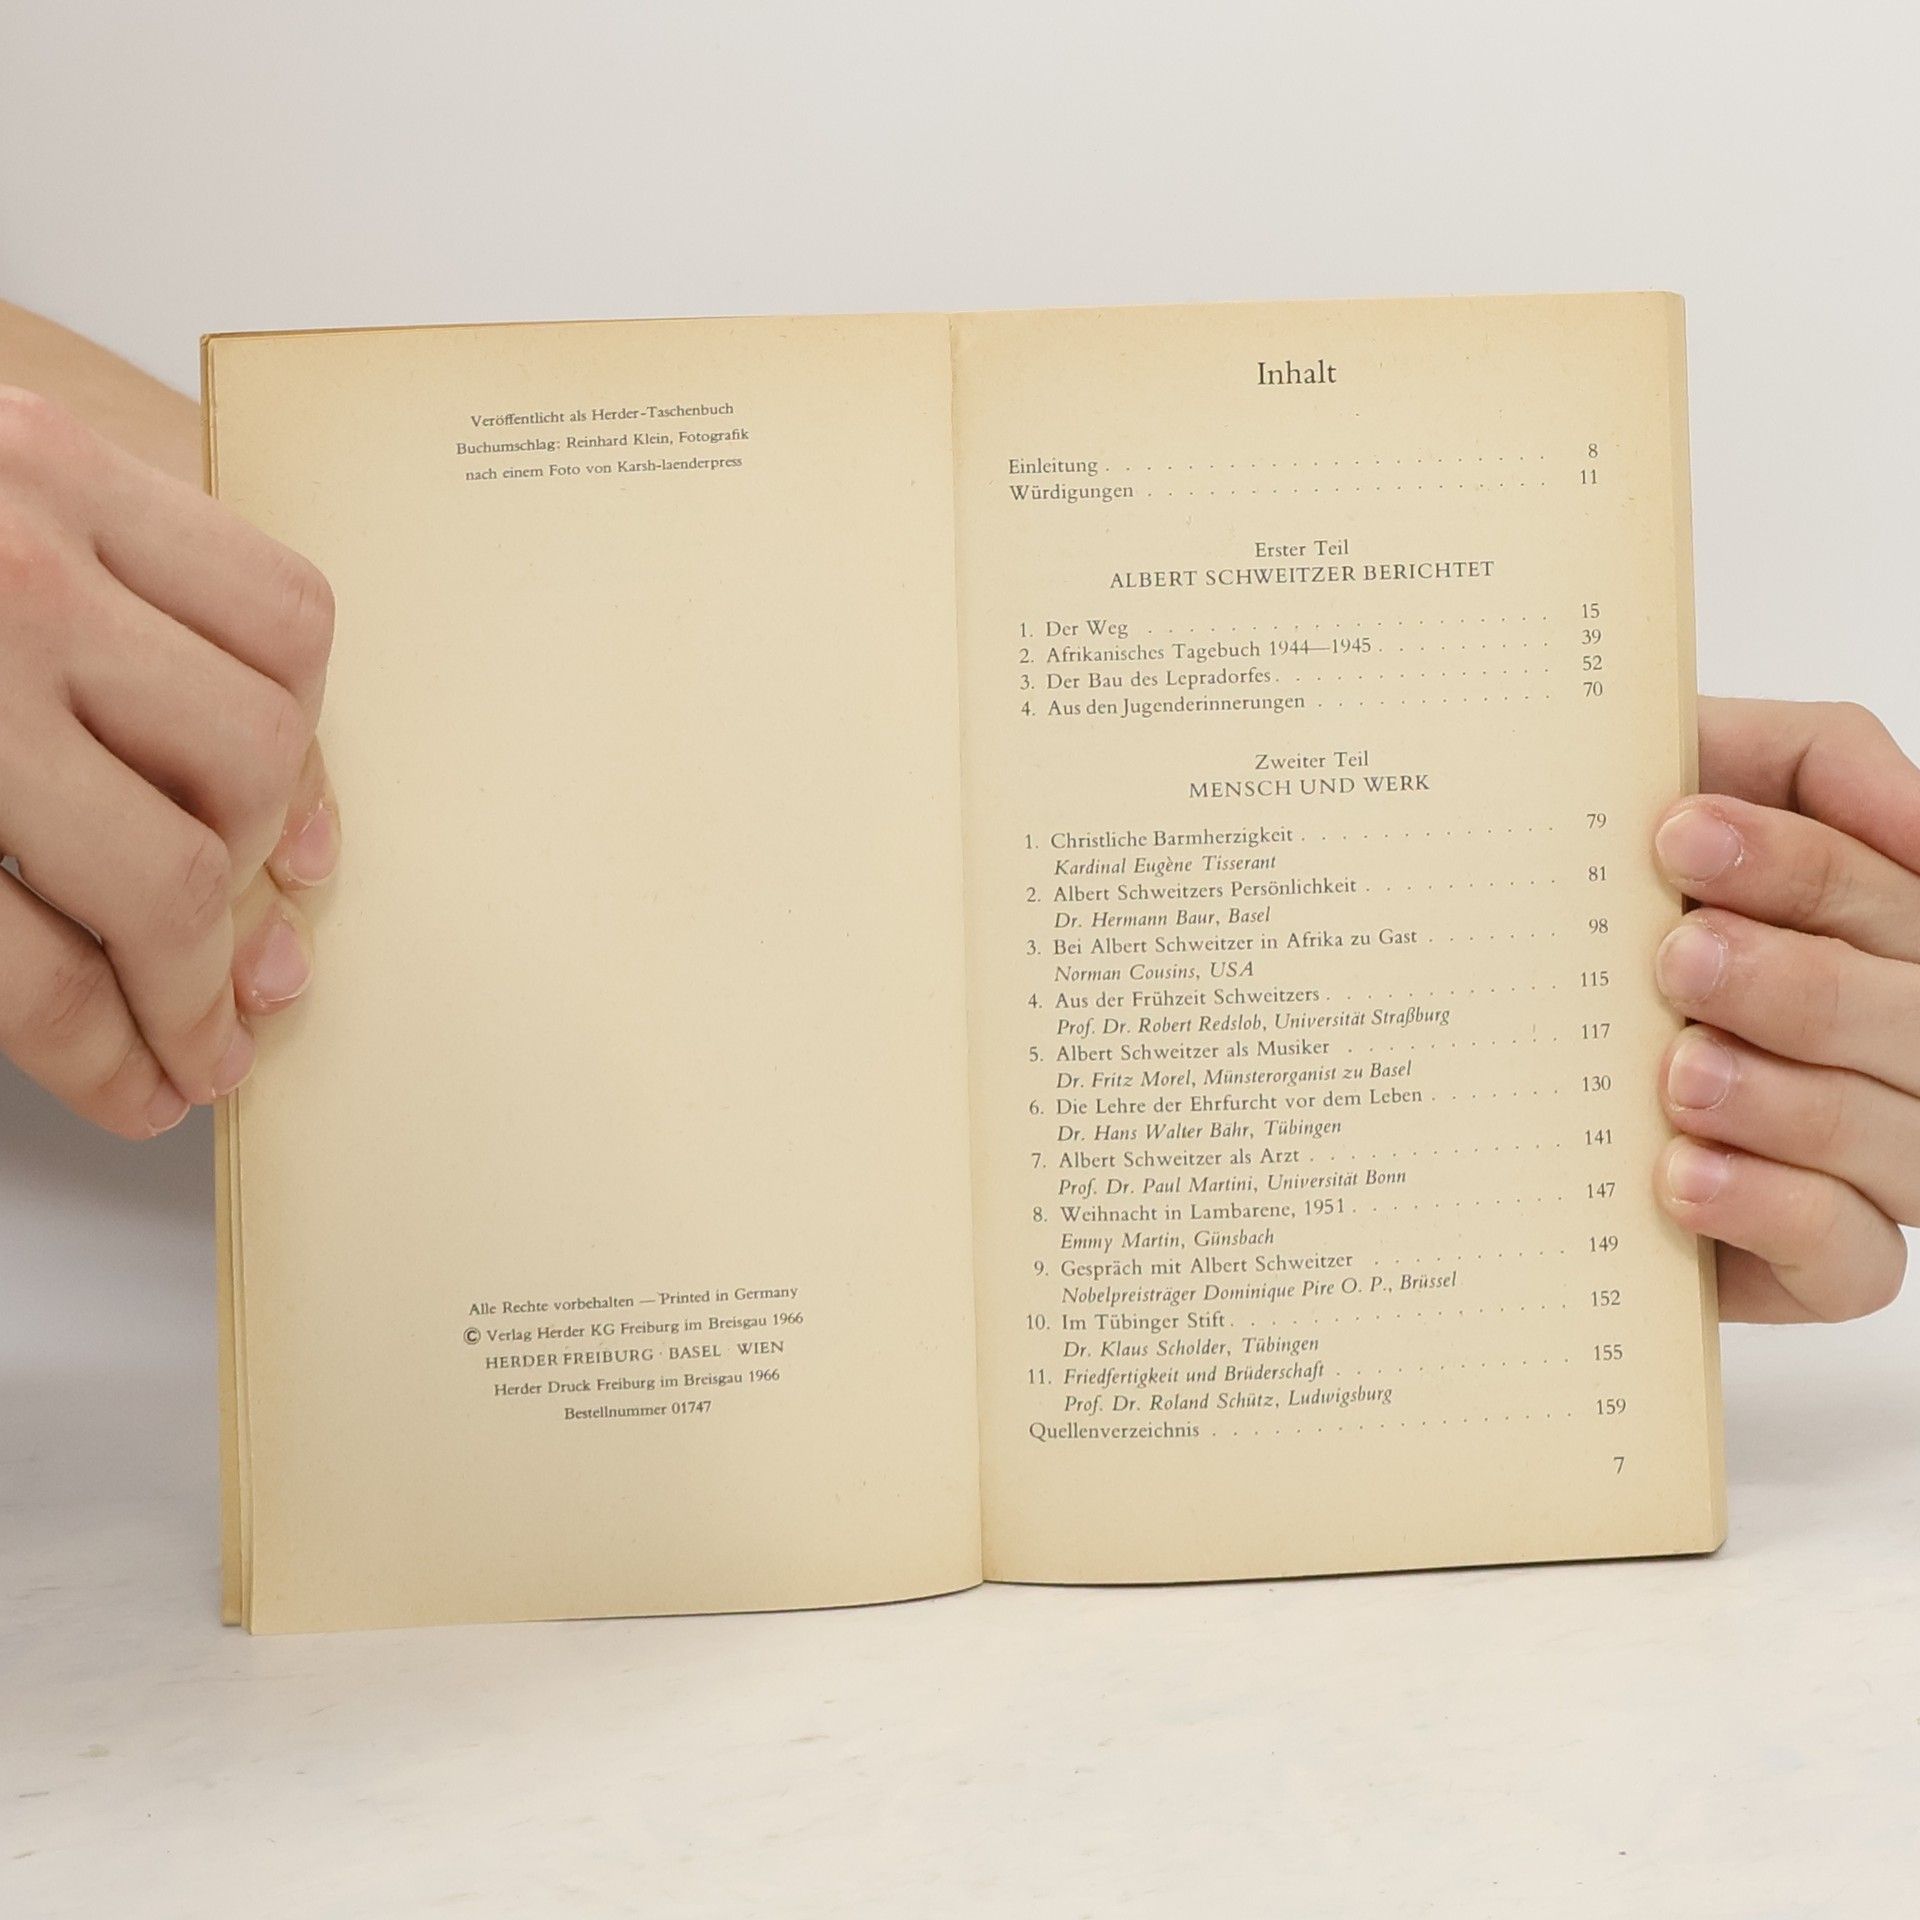 Veröffentlicht als Herder-Taschenbuch
Buchumschlag: Reinhard Klein, Fotografik
nach einem Foto von Karsh-laenderpress
Alle Rechte vorbehalten — Printed in Germany
© Verlag Herder KG Freiburg im Breisgau 1966
HERDER FREIBURG · BASEL · WIEN
Herder Druck Freiburg im Breisgau 1966
Bestellnummer 01747
Inhalt
Einleitung . . . . . . . . . . . . . . . . . . . 8
Würdigungen . . . . . . . . . . . . . . . . . . 11
Erster Teil
ALBERT SCHWEITZER BERICHTET
1. Der Weg . . . . . . . . . . . . . . . . . . 15
2. Afrikanisches Tagebuch 1944—1945 . . . . . . . . 39
3. Der Bau des Lepradorfes . . . . . . . . . . . . 52
4. Aus den Jugenderinnerungen . . . . . . . . . . 70
Zweiter Teil
MENSCH UND WERK
1. Christliche Barmherzigkeit . . . . . . . . . . . . 79
Kardinal Eugène Tisserant
2. Albert Schweitzers Persönlichkeit . . . . . . . . . 81
Dr. Hermann Baur, Basel
3. Bei Albert Schweitzer in Afrika zu Gast . . . . . . . 98
Norman Cousins, USA
4. Aus der Frühzeit Schweitzers . . . . . . . . . . . 115
Prof. Dr. Robert Redslob, Universität Straßburg
5. Albert Schweitzer als Musiker . . . . . . . . . . 117
Dr. Fritz Morel, Münsterorganist zu Basel
6. Die Lehre der Ehrfurcht vor dem Leben . . . . . . . 130
Dr. Hans Walter Bähr, Tübingen
7. Albert Schweitzer als Arzt . . . . . . . . . . . . 141
Prof. Dr. Paul Martini, Universität Bonn
8. Weihnacht in Lambarene, 1951 . . . . . . . . . . 147
Emmy Martin, Günsbach
9. Gespräch mit Albert Schweitzer . . . . . . . . . 149
Nobelpreisträger Dominique Pire O. P., Brüssel
10. Im Tübinger Stift . . . . . . . . . . . . . . . 152
Dr. Klaus Scholder, Tübingen
11. Friedfertigkeit und Brüderschaft . . . . . . . . . . 155
Prof. Dr. Roland Schütz, Ludwigsburg
Quellenverzeichnis . . . . . . . . . . . . . . . 159
7